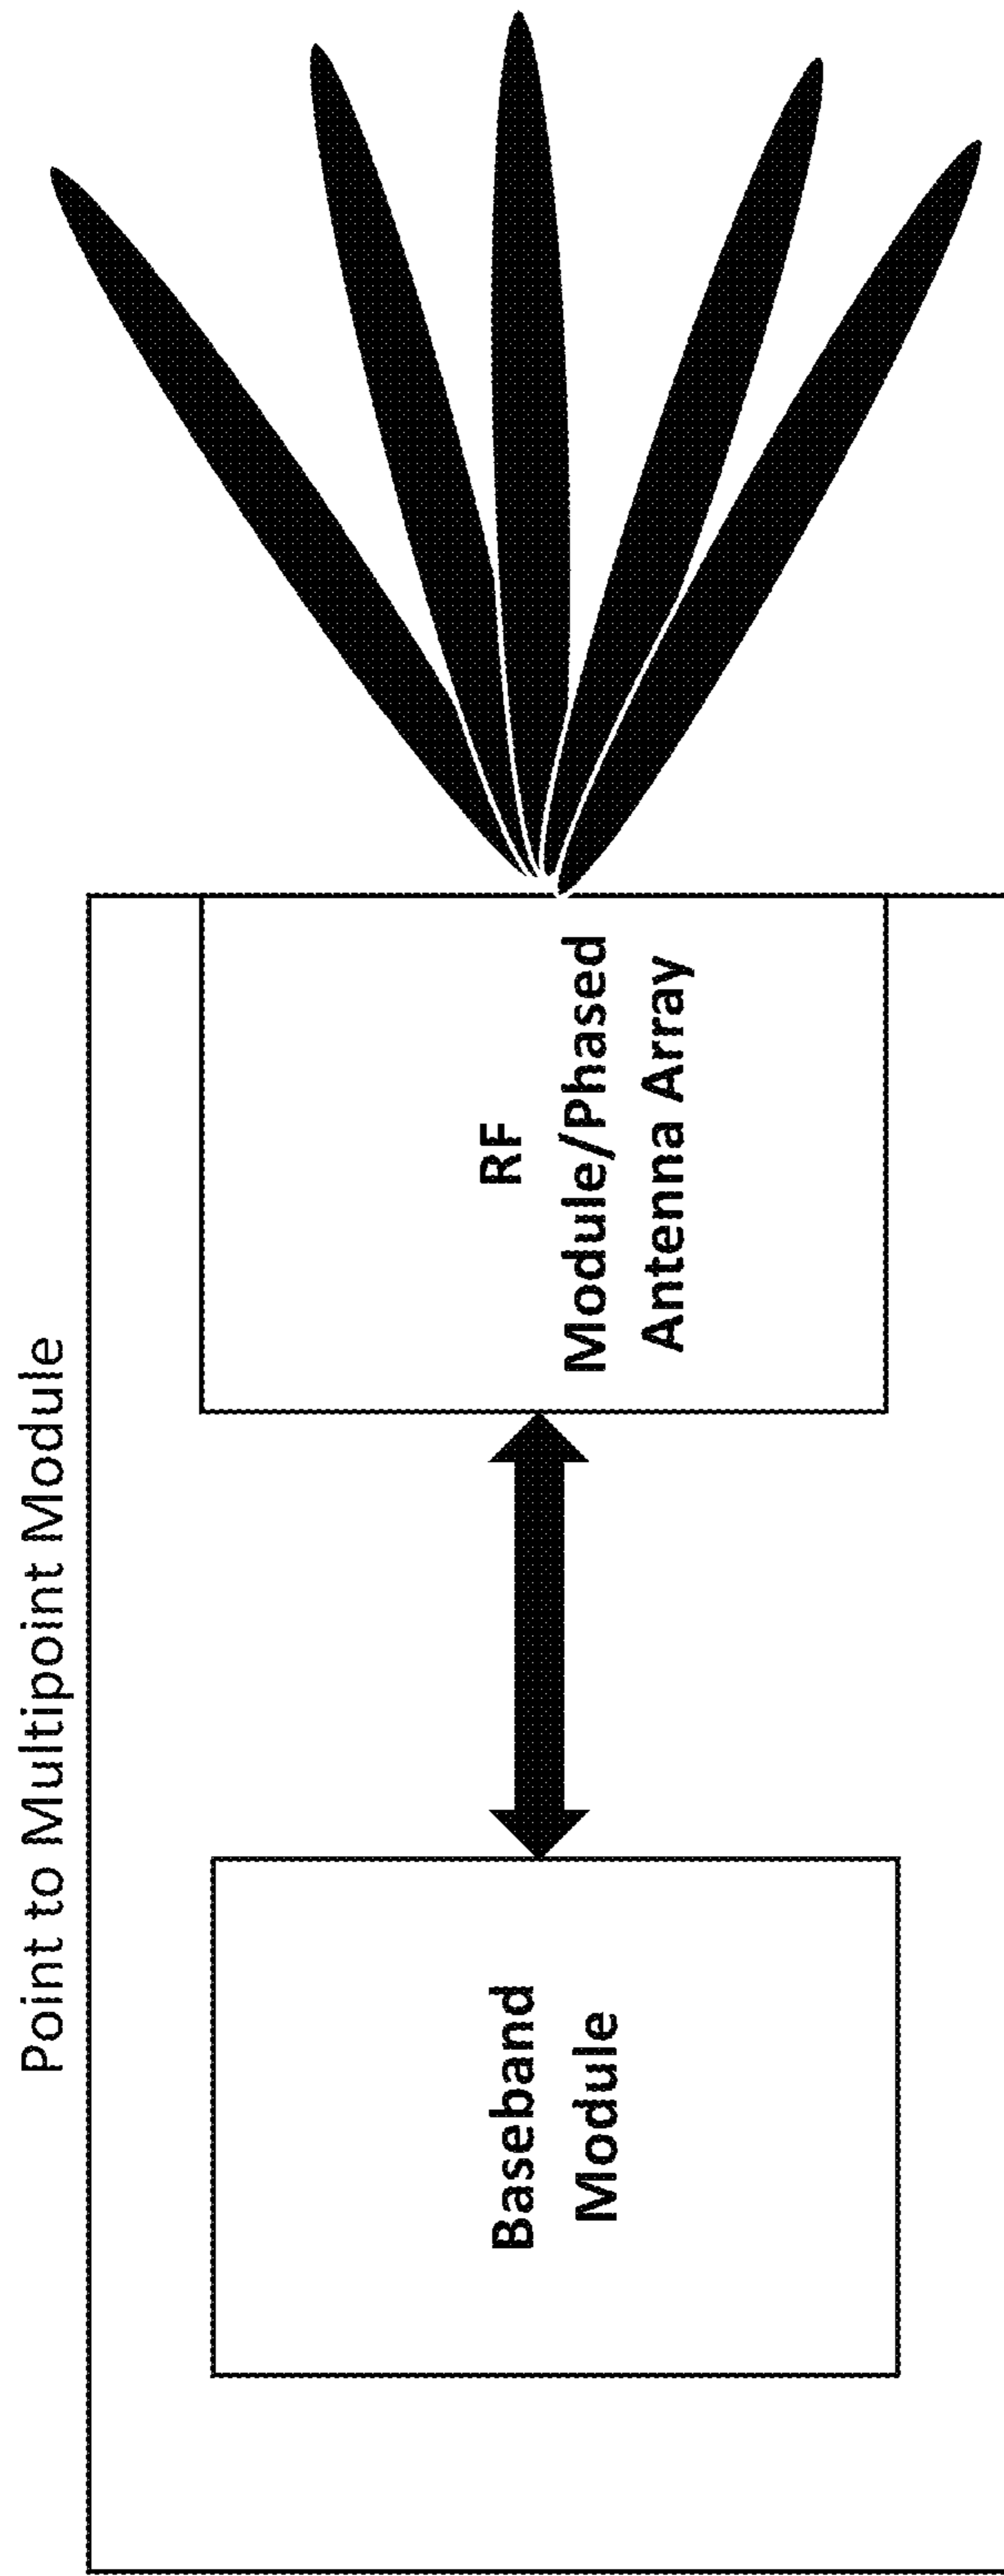 Point to Multipoint Module
Baseband
Module
RF
Module/Phased
Antenna Array